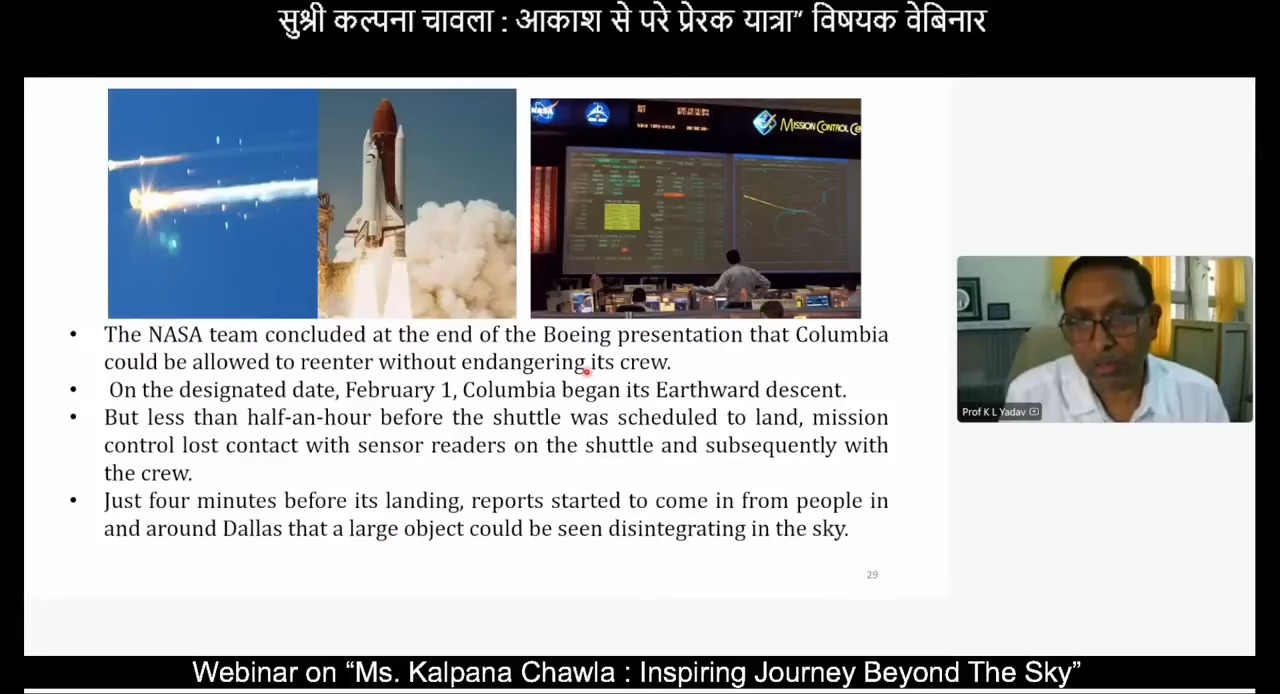 सुश्री कल्पना चावला : आकाश से परे प्रेरक यात्रा” विषयक वेबिनार
NASA
MISSION CONTROL CE
• The NASA team concluded at the end of the Boeing presentation that Columbia
could be allowed to reenter without endangering its crew.
• On the designated date, February 1, Columbia began its Earthward descent.
• But less than half-an-hour before the shuttle was scheduled to land, mission
control lost contact with sensor readers on the shuttle and subsequently with
the crew.
• Just four minutes before its landing, reports started to come in from people in
and around Dallas that a large object could be seen disintegrating in the sky.
29
Prof K L Yadav
Webinar on “Ms. Kalpana Chawla : Inspiring Journey Beyond The Sky”